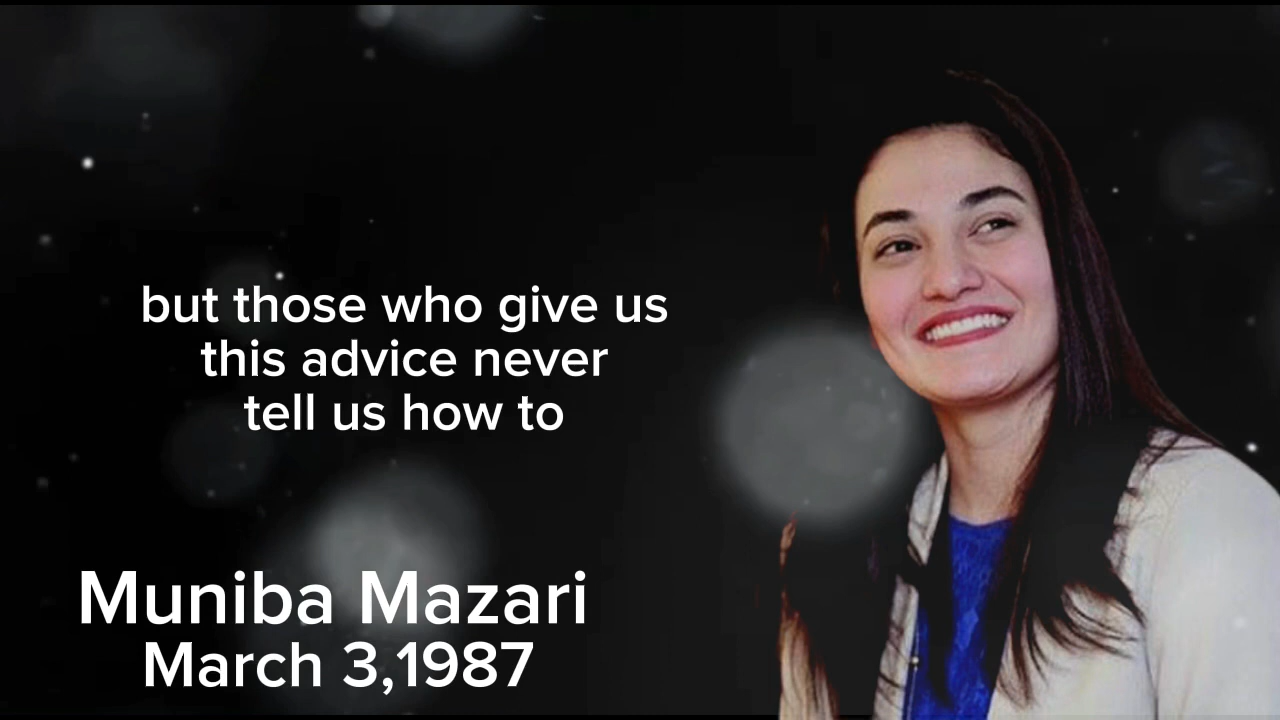 but those who give us
this advice never
tell us how to
Muniba Mazari
March 3,1987